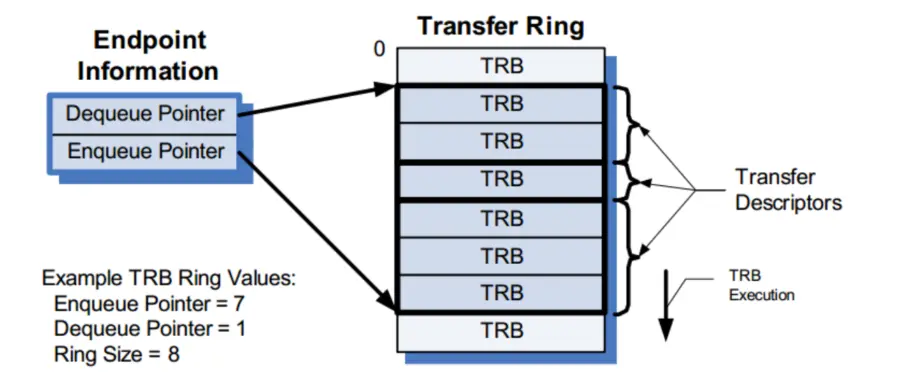 Endpoint
Information
Dequeue Pointer
Enqueue Pointer
Example TRB Ring Values:
Enqueue Pointer = 7
Dequeue Pointer = 1
Ring Size = 8
Transfer Ring
0
TRB
TRB
TRB
TRB
TRB
TRB
TRB
TRB
Transfer
Descriptors
TRB
Execution